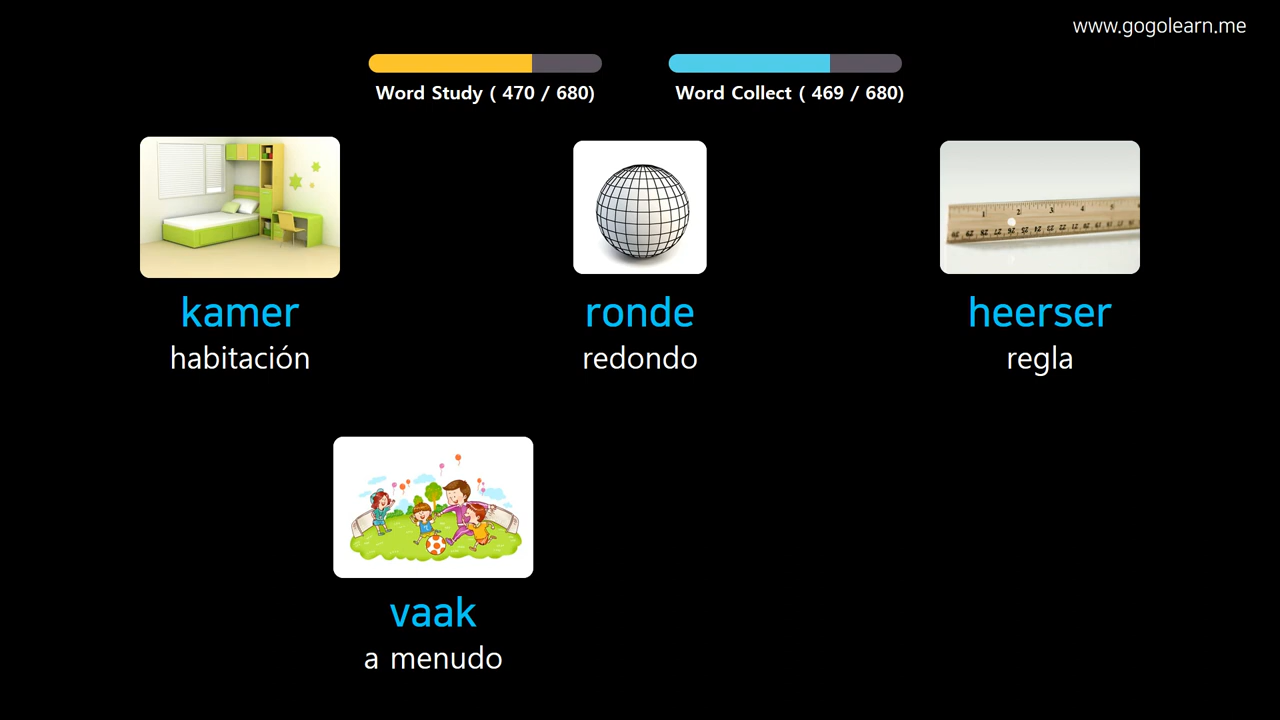 www.gogolearn.me
Word Study ( 470 / 680)
Word Collect ( 469 / 680)
kamer
habitación
ronde
redondo
heerser
regla
vaak
a menudo